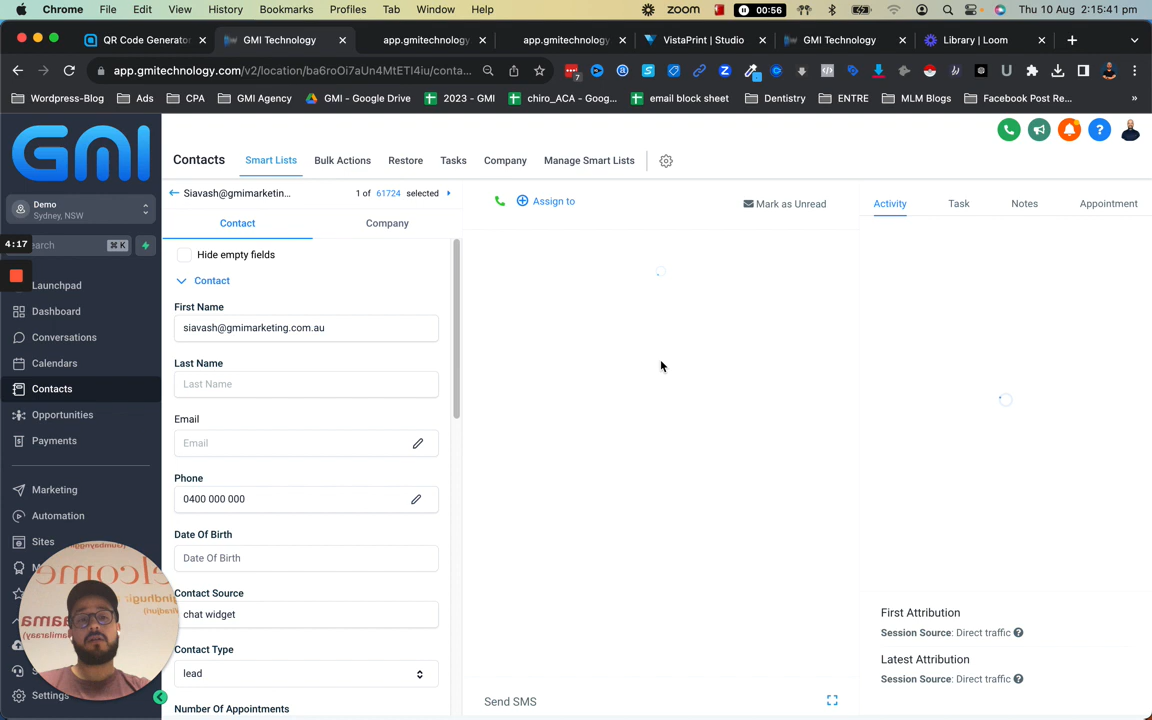 Chrome File Edit View History Bookmarks Profiles Tab Window Help
zoom 00:56 Thu 10 Aug 2:15:41 pm
QR Code Generator GMI Technology app.gmitechnology app.gmitechnology VistaPrint | Studio GMI Technology Library | Loom
app.gmitechnology.com/v2/location/ba6roOi7aUn4MtETI4iu/conta... 7
Wordpress-Blog Ads CPA GMI Agency GMI - Google Drive 2023 - GMI chiro_ACA - Goog... email block sheet Dentistry ENTRE MLM Blogs Facebook Post Re... »
GMI
Contacts Smart Lists Bulk Actions Restore Tasks Company Manage Smart Lists
Demo
Sydney, NSW
4:17
earch ⌘ K
Launchpad
Dashboard
Conversations
Calendars
Contacts
Opportunities
Payments
Marketing
Automation
Sites
Settings
elcome
Siavash@gmimarketin... 1 of 61724 selected
Contact Company
Hide empty fields
Contact
First Name
siavash@gmimarketing.com.au
Last Name
Last Name
Email
Email
Phone
0400 000 000
Date Of Birth
Date Of Birth
Contact Source
chat widget
Contact Type
lead
Number Of Appointments
Assign to Mark as Unread
Send SMS
Activity Task Notes Appointment
First Attribution
Session Source: Direct traffic
Latest Attribution
Session Source: Direct traffic